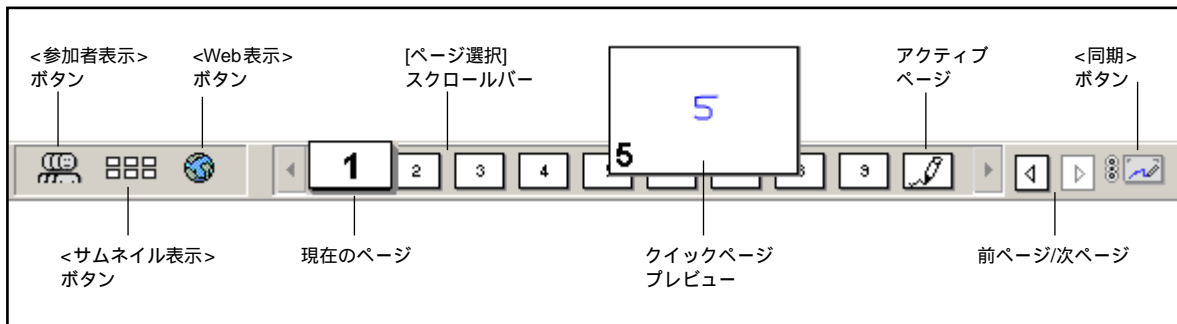 <参加者表示>
ボタン
<Web表示>
ボタン
[ページ選択]
スクロールバー
アクティブ
ページ
<同期>
ボタン
5
5
1
2
3
4
8
9
<サムネイル表示>
ボタン
現在のページ
クイックページ
プレビュー
前ページ/次ページ